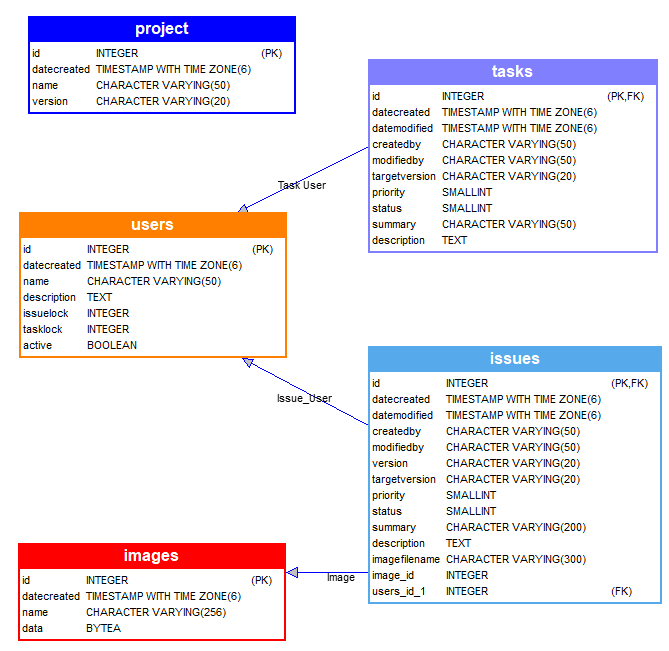 project
id INTEGER (PK)
datecreated TIMESTAMP WITH TIME ZONE(6)
name CHARACTER VARYING(50)
version CHARACTER VARYING(20)
tasks
id INTEGER (PK,FK)
datecreated TIMESTAMP WITH TIME ZONE(6)
datemodified TIMESTAMP WITH TIME ZONE(6)
createdby CHARACTER VARYING(50)
modifiedby CHARACTER VARYING(50)
targetversion CHARACTER VARYING(20)
priority SMALLINT
status SMALLINT
summary CHARACTER VARYING(50)
description TEXT
Task User
users
id INTEGER (PK)
datecreated TIMESTAMP WITH TIME ZONE(6)
name CHARACTER VARYING(50)
description TEXT
issuelock INTEGER
tasklock INTEGER
active BOOLEAN
Issue_User
issues
id INTEGER (PK,FK)
datecreated TIMESTAMP WITH TIME ZONE(6)
datemodified TIMESTAMP WITH TIME ZONE(6)
createdby CHARACTER VARYING(50)
modifiedby CHARACTER VARYING(50)
version CHARACTER VARYING(20)
targetversion CHARACTER VARYING(20)
priority SMALLINT
status SMALLINT
summary CHARACTER VARYING(200)
description TEXT
imagefilename CHARACTER VARYING(300)
image_id INTEGER
users_id_1 INTEGER (FK)
Image
images
id INTEGER (PK)
datecreated TIMESTAMP WITH TIME ZONE(6)
name CHARACTER VARYING(256)
data BYTEA